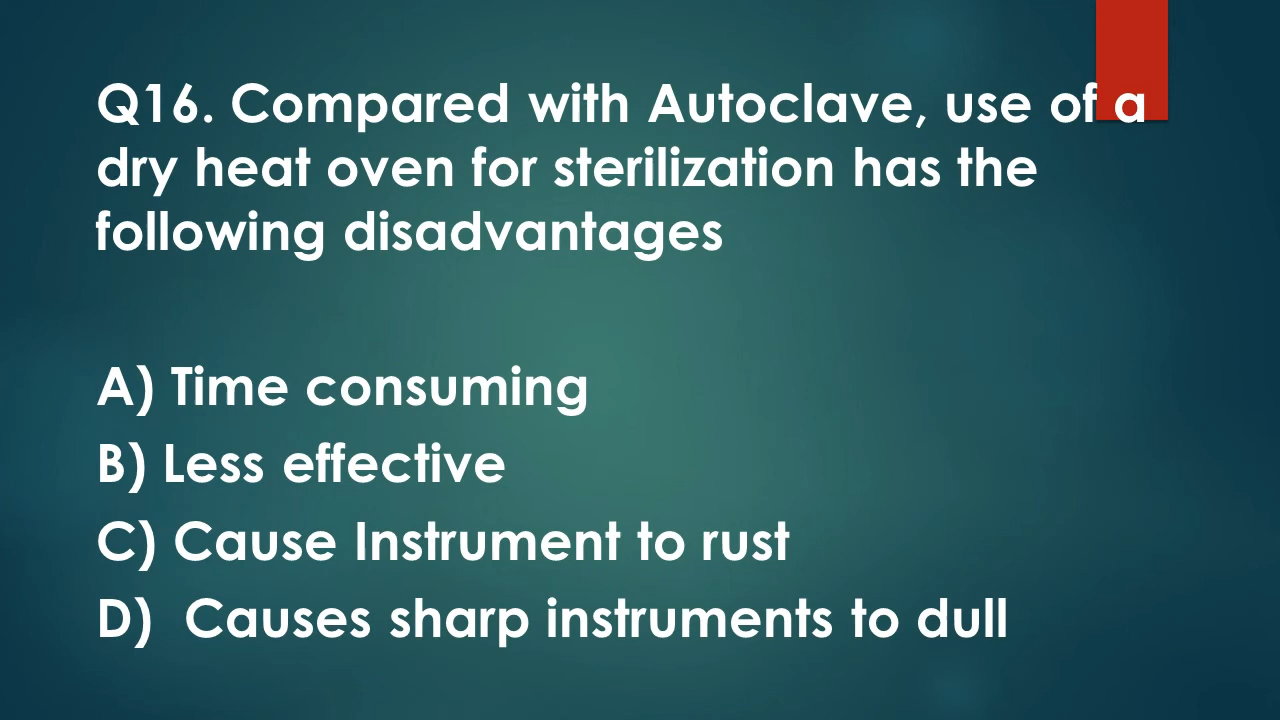 Q16. Compared with Autoclave, use of a
dry heat oven for sterilization has the
following disadvantages
A) Time consuming
B) Less effective
C) Cause Instrument to rust
D)  Causes sharp instruments to dull